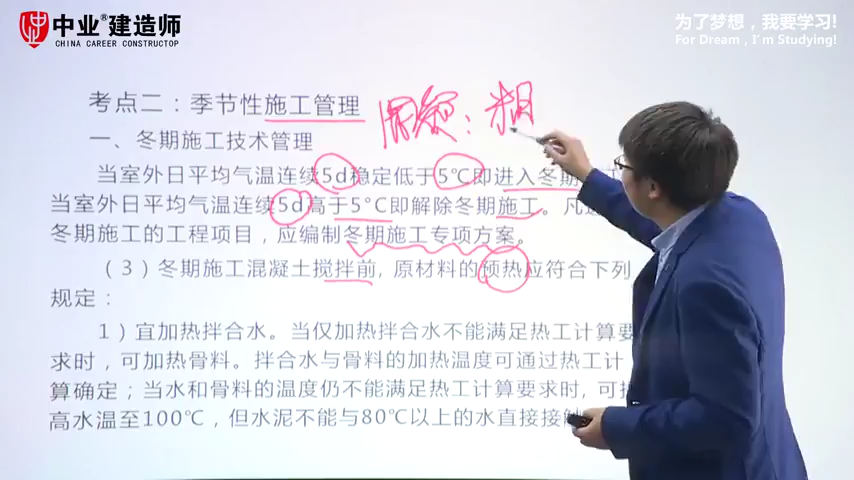 中业®建造师
CHINA CAREER CONSTRUCTOP
为了梦想，我要学习!
For Dream , I'm Studying!
考点二：季节性施工管理
一、冬期施工技术管理
当室外日平均气温连续5d稳定低于5℃即进入冬期
当室外日平均气温连续5d高于5°C即解除冬期施工。凡进
冬期施工的工程项目，应编制冬期施工专项方案。
（3）冬期施工混凝土搅拌前, 原材料的预热应符合下列
规定：
1）宜加热拌合水。当仅加热拌合水不能满足热工计算要
求时，可加热骨料。拌合水与骨料的加热温度可通过热工计
算确定；当水和骨料的温度仍不能满足热工计算要求时, 可提
高水温至100℃，但水泥不能与80℃以上的水直接接触